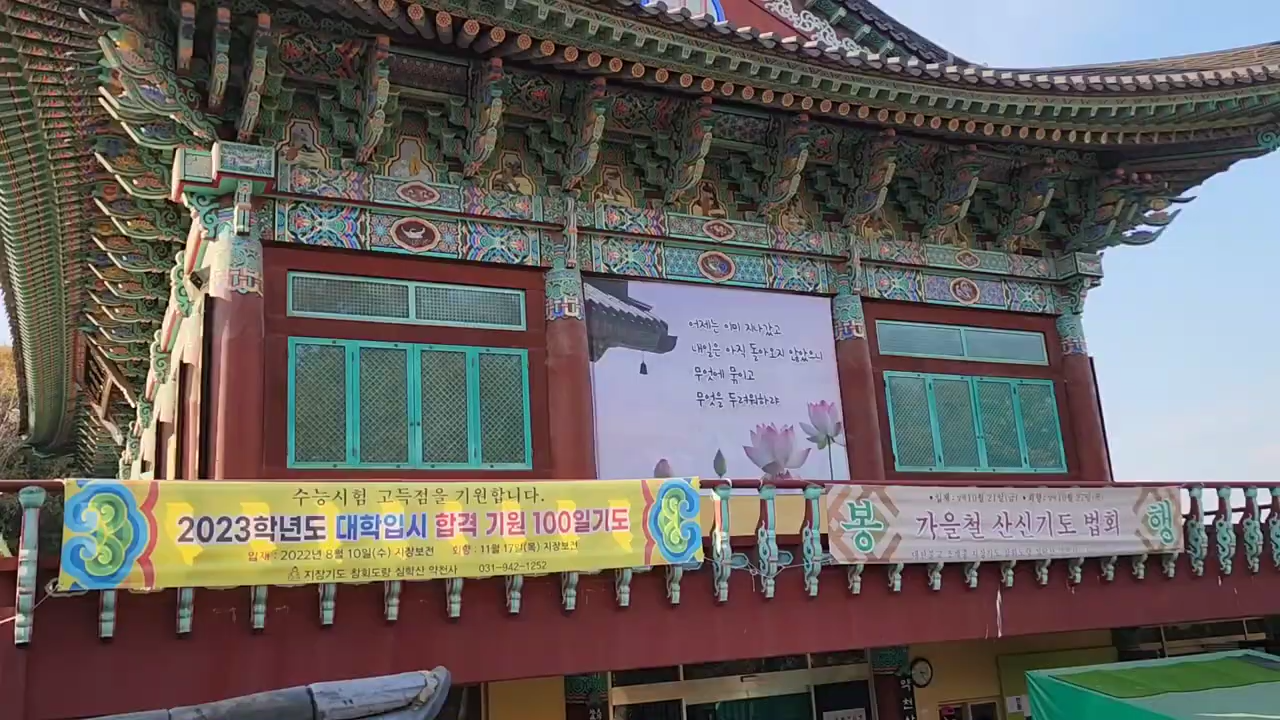 어제는 이미 지나갔고
내일은 아직 돌아오지 않았으니
무엇에 묶이고
무엇을 두려워하랴
수능시험 고득점을 기원합니다.
2023학년도 대학입시 합격 기원 100일기도
입재 : 2022년 8월 10일(수) 지장보전 회향 : 11월 17일(목) 지장보전
지장기도 참회도량 심학산 약천사 031-942-1252
봉 가을철 산신기도 법회 행